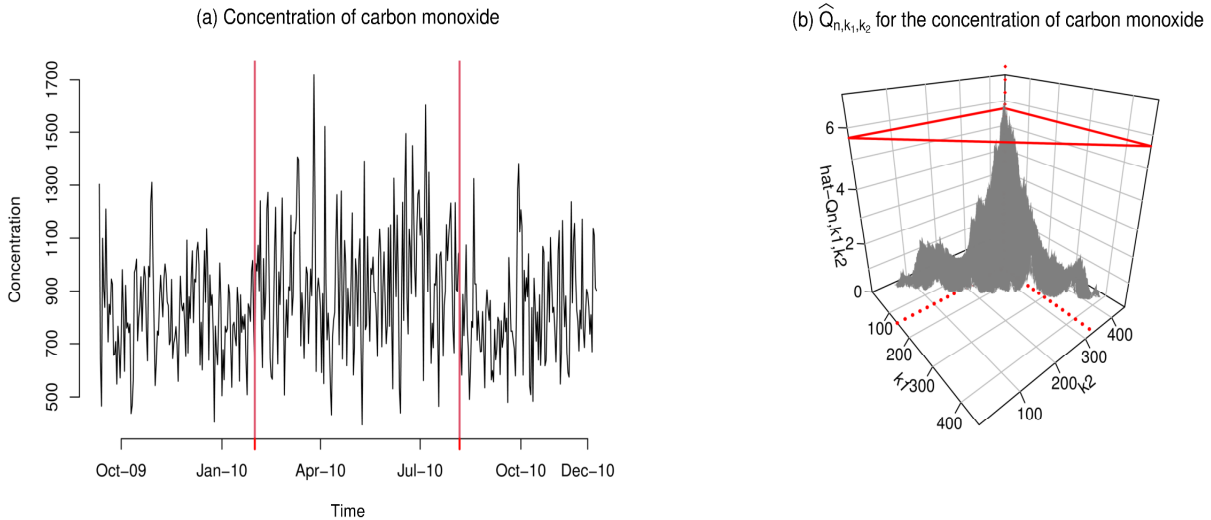 (a) Concentration of carbon monoxide
Concentration
500
700
900
1100
1300
1500
1700
Oct−09
Jan−10
Apr−10
Jul−10
Oct−10
Dec−10
Time
(b) Q̂n,k1,k2 for the concentration of carbon monoxide
hat−Qn,k1,k2
0
2
4
6
k1
100
200
300
400
k2
100
200
300
400